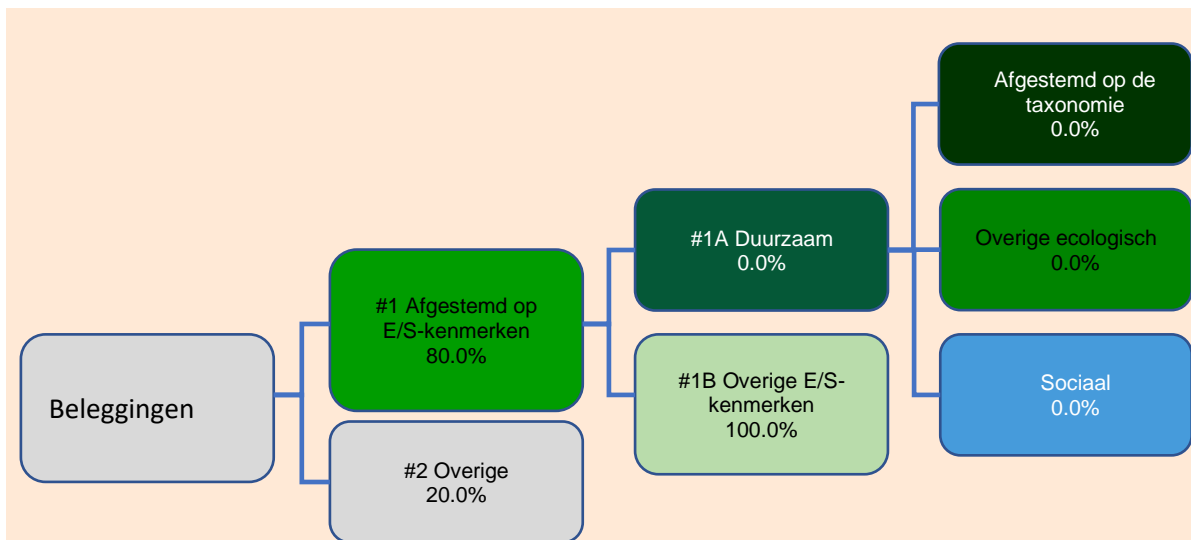 Beleggingen
#1 Afgestemd op
E/S-kenmerken
80.0%
#2 Overige
20.0%
#1A Duurzaam
0.0%
#1B Overige E/S-
kenmerken
100.0%
Afgestemd op de
taxonomie
0.0%
Overige ecologisch
0.0%
Sociaal
0.0%